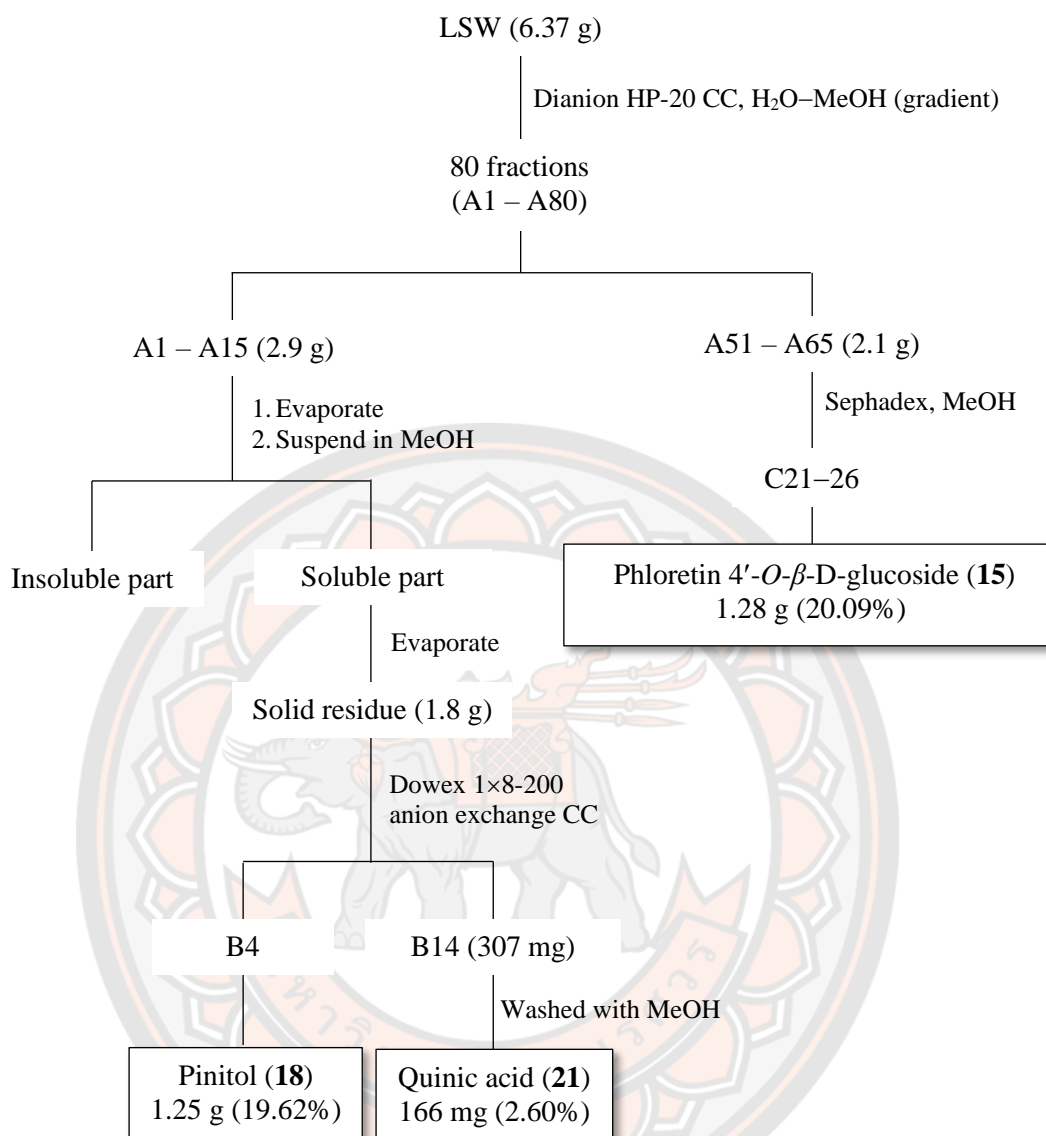 LSW (6.37 g)
Dianion HP-20 CC, H₂O–MeOH (gradient)
80 fractions
(A1 – A80)
A1 – A15 (2.9 g)
A51 – A65 (2.1 g)
1. Evaporate
2. Suspend in MeOH
Sephadex, MeOH
C21–26
Insoluble part
Soluble part
Phloretin 4′-O-β-D-glucoside (15)
1.28 g (20.09%)
Evaporate
Solid residue (1.8 g)
Dowex 1×8-200
anion exchange CC
B4
B14 (307 mg)
Washed with MeOH
Pinitol (18)
1.25 g (19.62%)
Quinic acid (21)
166 mg (2.60%)